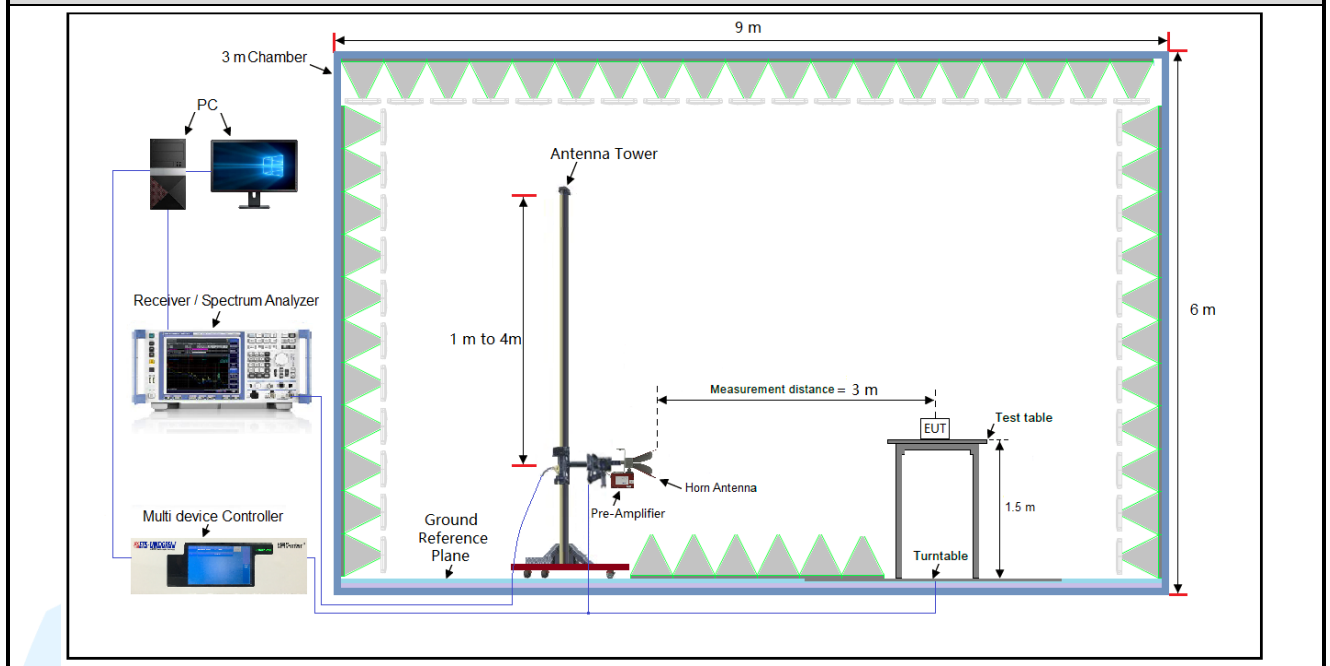 9 m
3 m Chamber
PC
Antenna Tower
Receiver / Spectrum Analyzer
1 m to 4m
6 m
Measurement distance = 3 m
EUT
Test table
Horn Antenna
Pre-Amplifier
1.5 m
Multi device Controller
Ground
Reference
Plane
Turntable